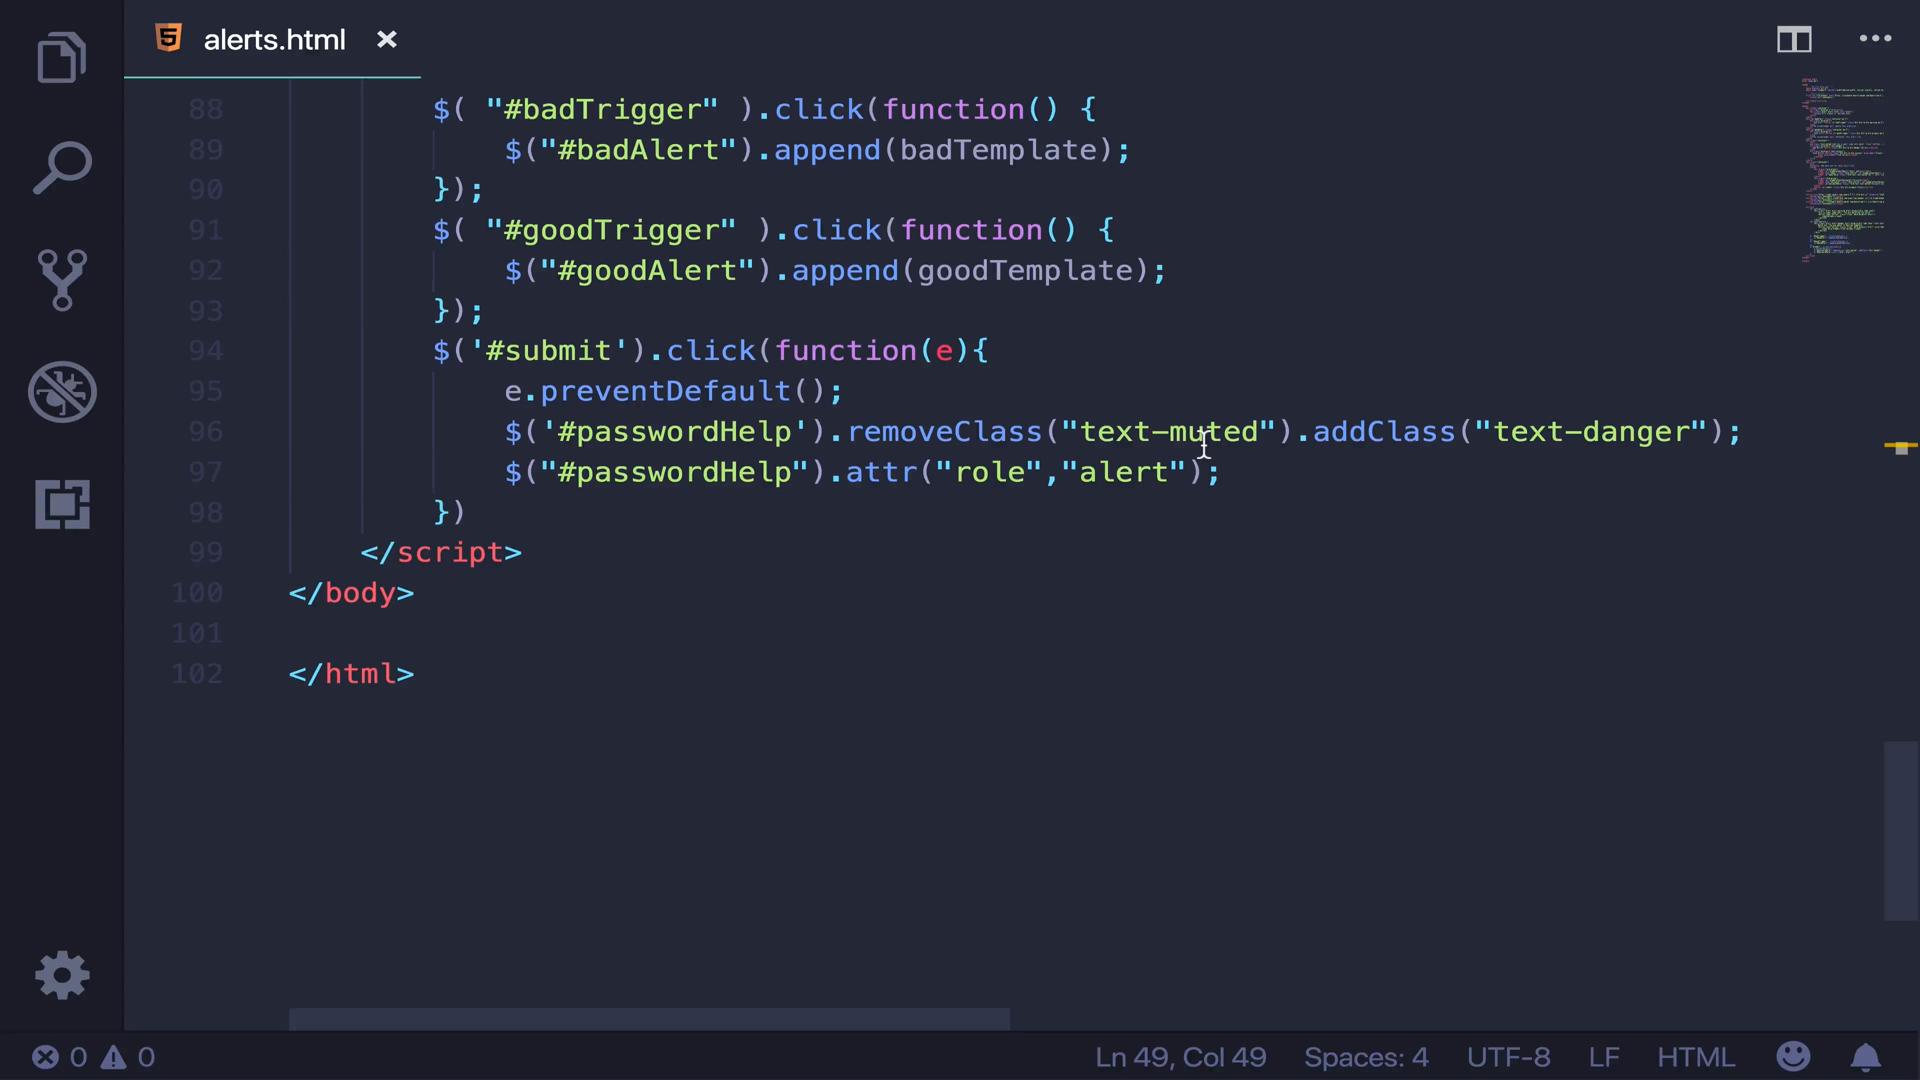 alerts.html
88 $( "#badTrigger" ).click(function() {
89 $("#badAlert").append(badTemplate);
90 });
91 $( "#goodTrigger" ).click(function() {
92 $("#goodAlert").append(goodTemplate);
93 });
94 $('#submit').click(function(e){
95 e.preventDefault();
96 $('#passwordHelp').removeClass("text-muted").addClass("text-danger");
97 $("#passwordHelp").attr("role","alert");
98 })
99 </script>
100 </body>
101
102 </html>
0 0 Ln 49, Col 49 Spaces: 4 UTF-8 LF HTML